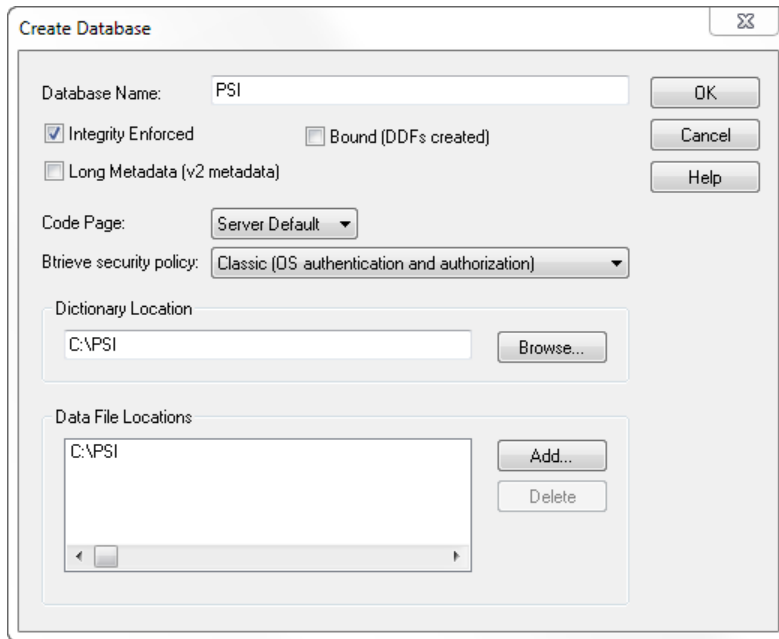 Create Database
Database Name: PSI OK
Integrity Enforced Bound (DDFs created) Cancel
Long Metadata (v2 metadata) Help
Code Page: Server Default
Btrieve security policy: Classic (OS authentication and authorization)
Dictionary Location
C:\PSI Browse...
Data File Locations
C:\PSI Add...
Delete